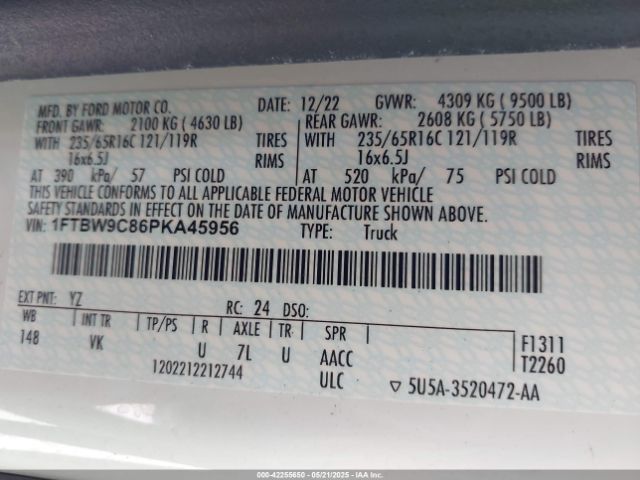 MFD. BY FORD MOTOR CO. DATE: 12/22 GVWR: 4309 KG (9500 LB)
FRONT GAWR: 2100 KG (4630 LB) REAR GAWR: 2608 KG (5750 LB)
WITH 235/65R16C 121/119R TIRES WITH 235/65R16C 121/119R TIRES
16x6.5J RIMS 16x6.5J RIMS
AT 390 kPa/ 57 PSI COLD AT 520 kPa/ 75 PSI COLD
THIS VEHICLE CONFORMS TO ALL APPLICABLE FEDERAL MOTOR VEHICLE
SAFETY STANDARDS IN EFFECT ON THE DATE OF MANUFACTURE SHOWN ABOVE.
VIN: 1FTBW9C86PKA45956 TYPE: Truck
EXT PNT: YZ RC: 24 DSO:
WB INT TR TP/PS R AXLE TR SPR F1311
148 VK U 7L U AACC T2260
1202212212744 ULC ▽ 5U5A-3520472-AA
000-42255650 - 05/21/2025 - IAAI.COM